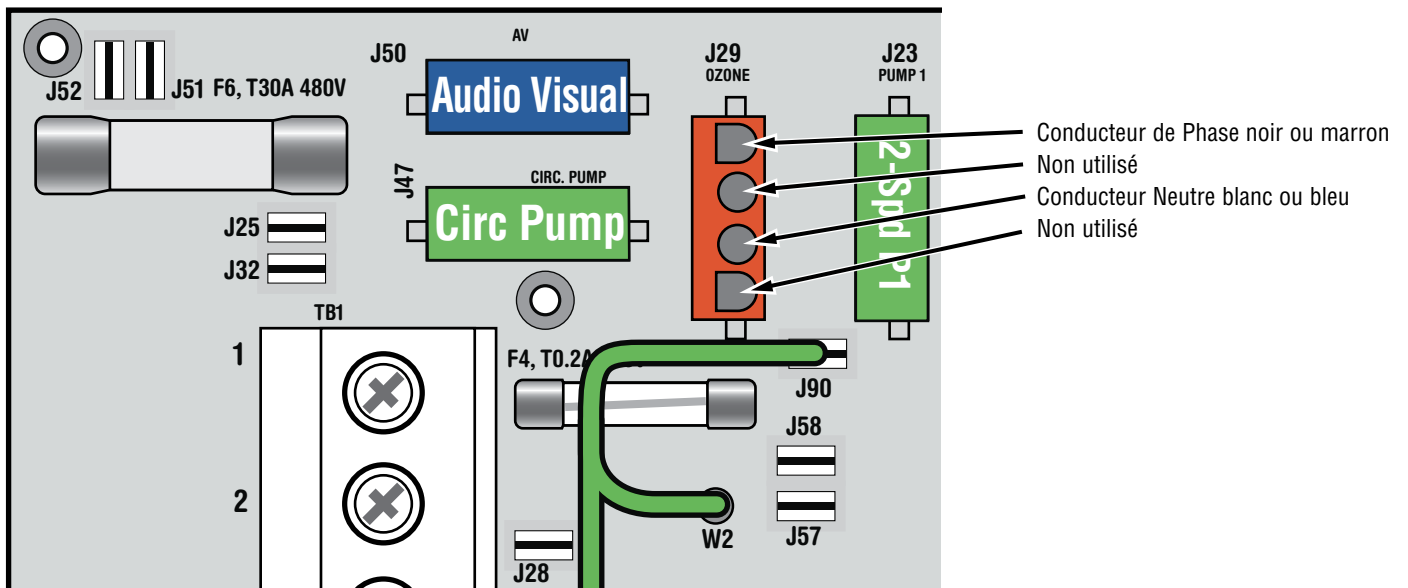 AV
J50
J29
OZONE
J23
PUMP 1
J52
J51 F6, T30A 480V
Audio Visual
Conducteur de Phase noir ou marron
Non utilisé
Conducteur Neutre blanc ou bleu
Non utilisé
J47
CIRC. PUMP
Circ Pump
2-Spd P1
J25
J32
TB1
1
F4, T0.2A
J90
J58
2
W2
J57
J28